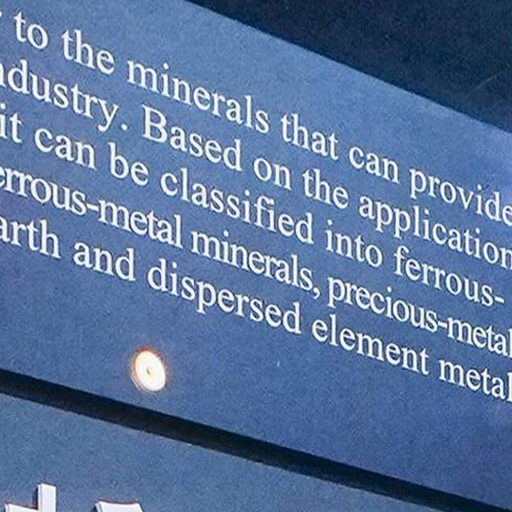 to the minerals that can provide
ndustry. Based on the application
it can be classified into ferrous-
errous-metal minerals, precious-metal
arth and dispersed element metal